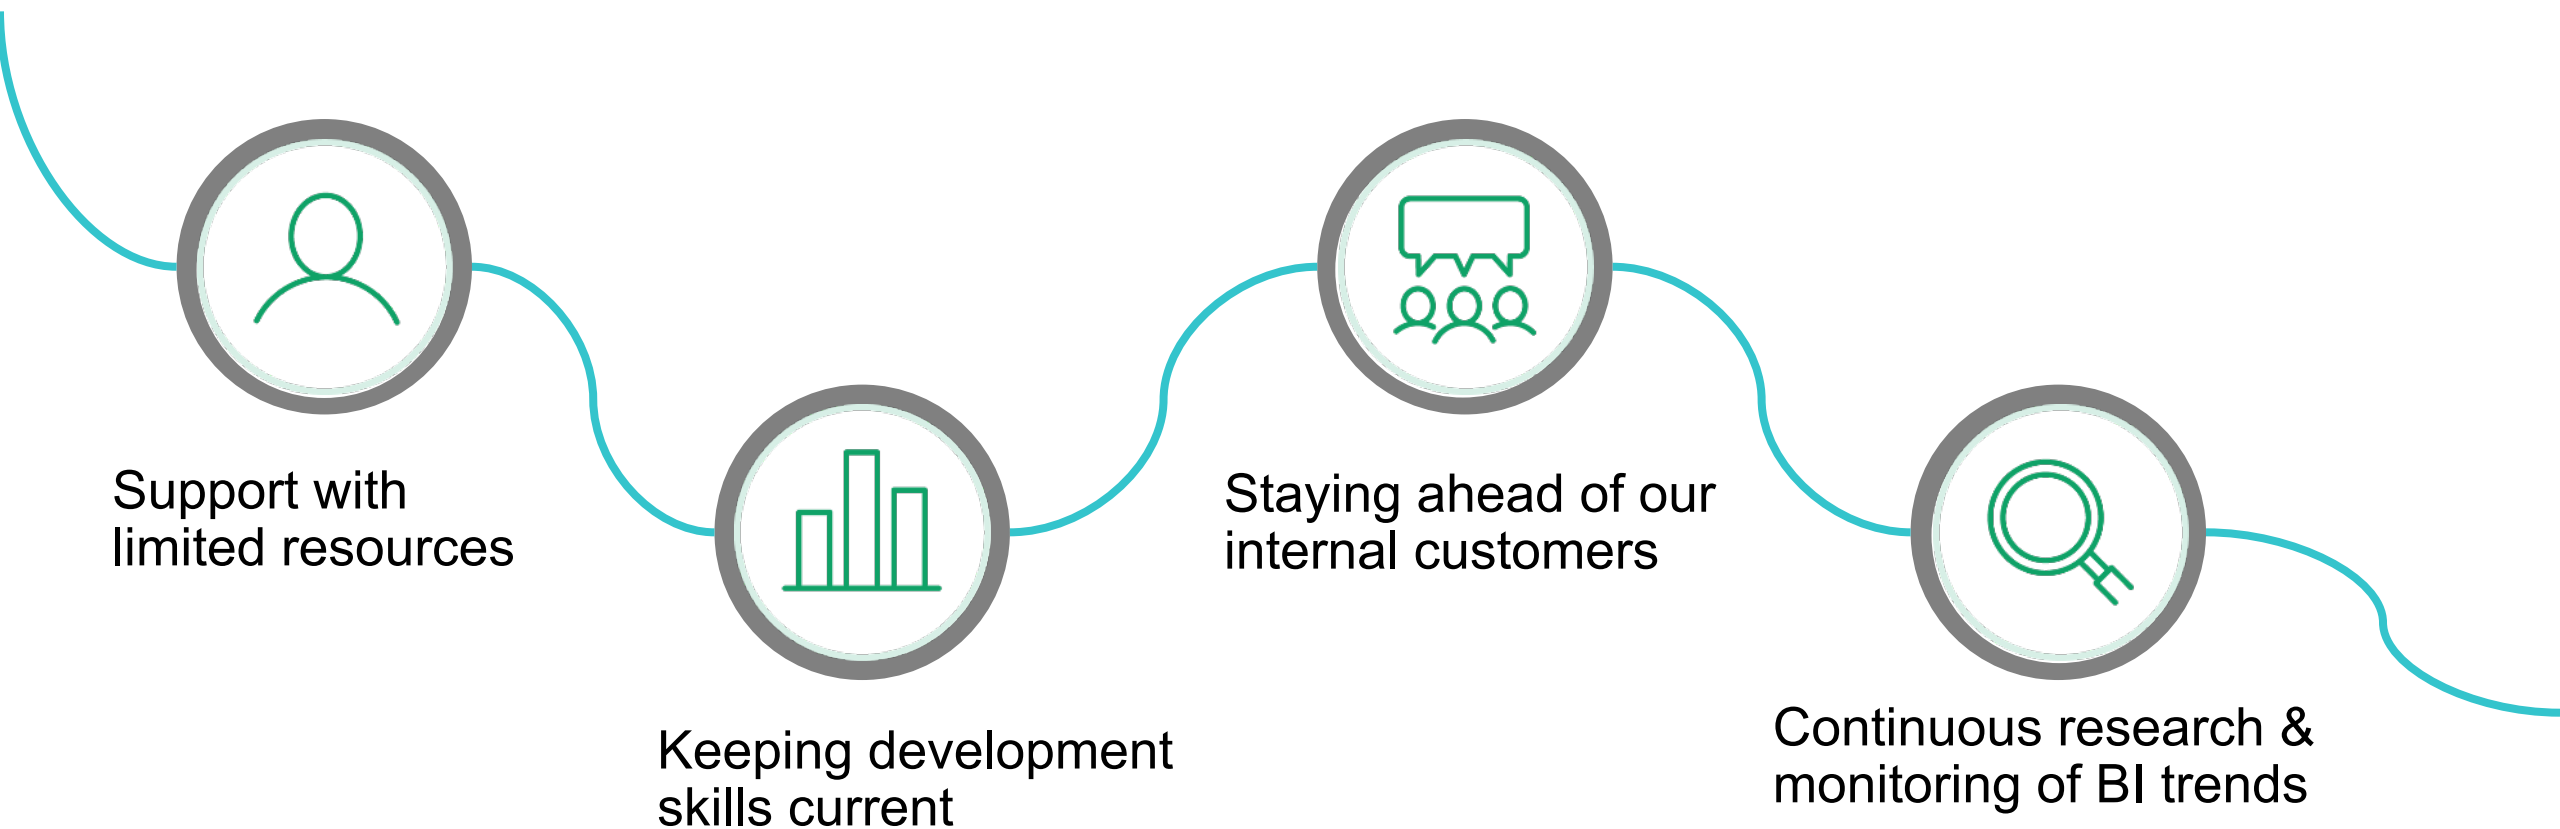 Support with
limited resources
Keeping development
skills current
Staying ahead of our
internal customers
Continuous research &
monitoring of BI trends